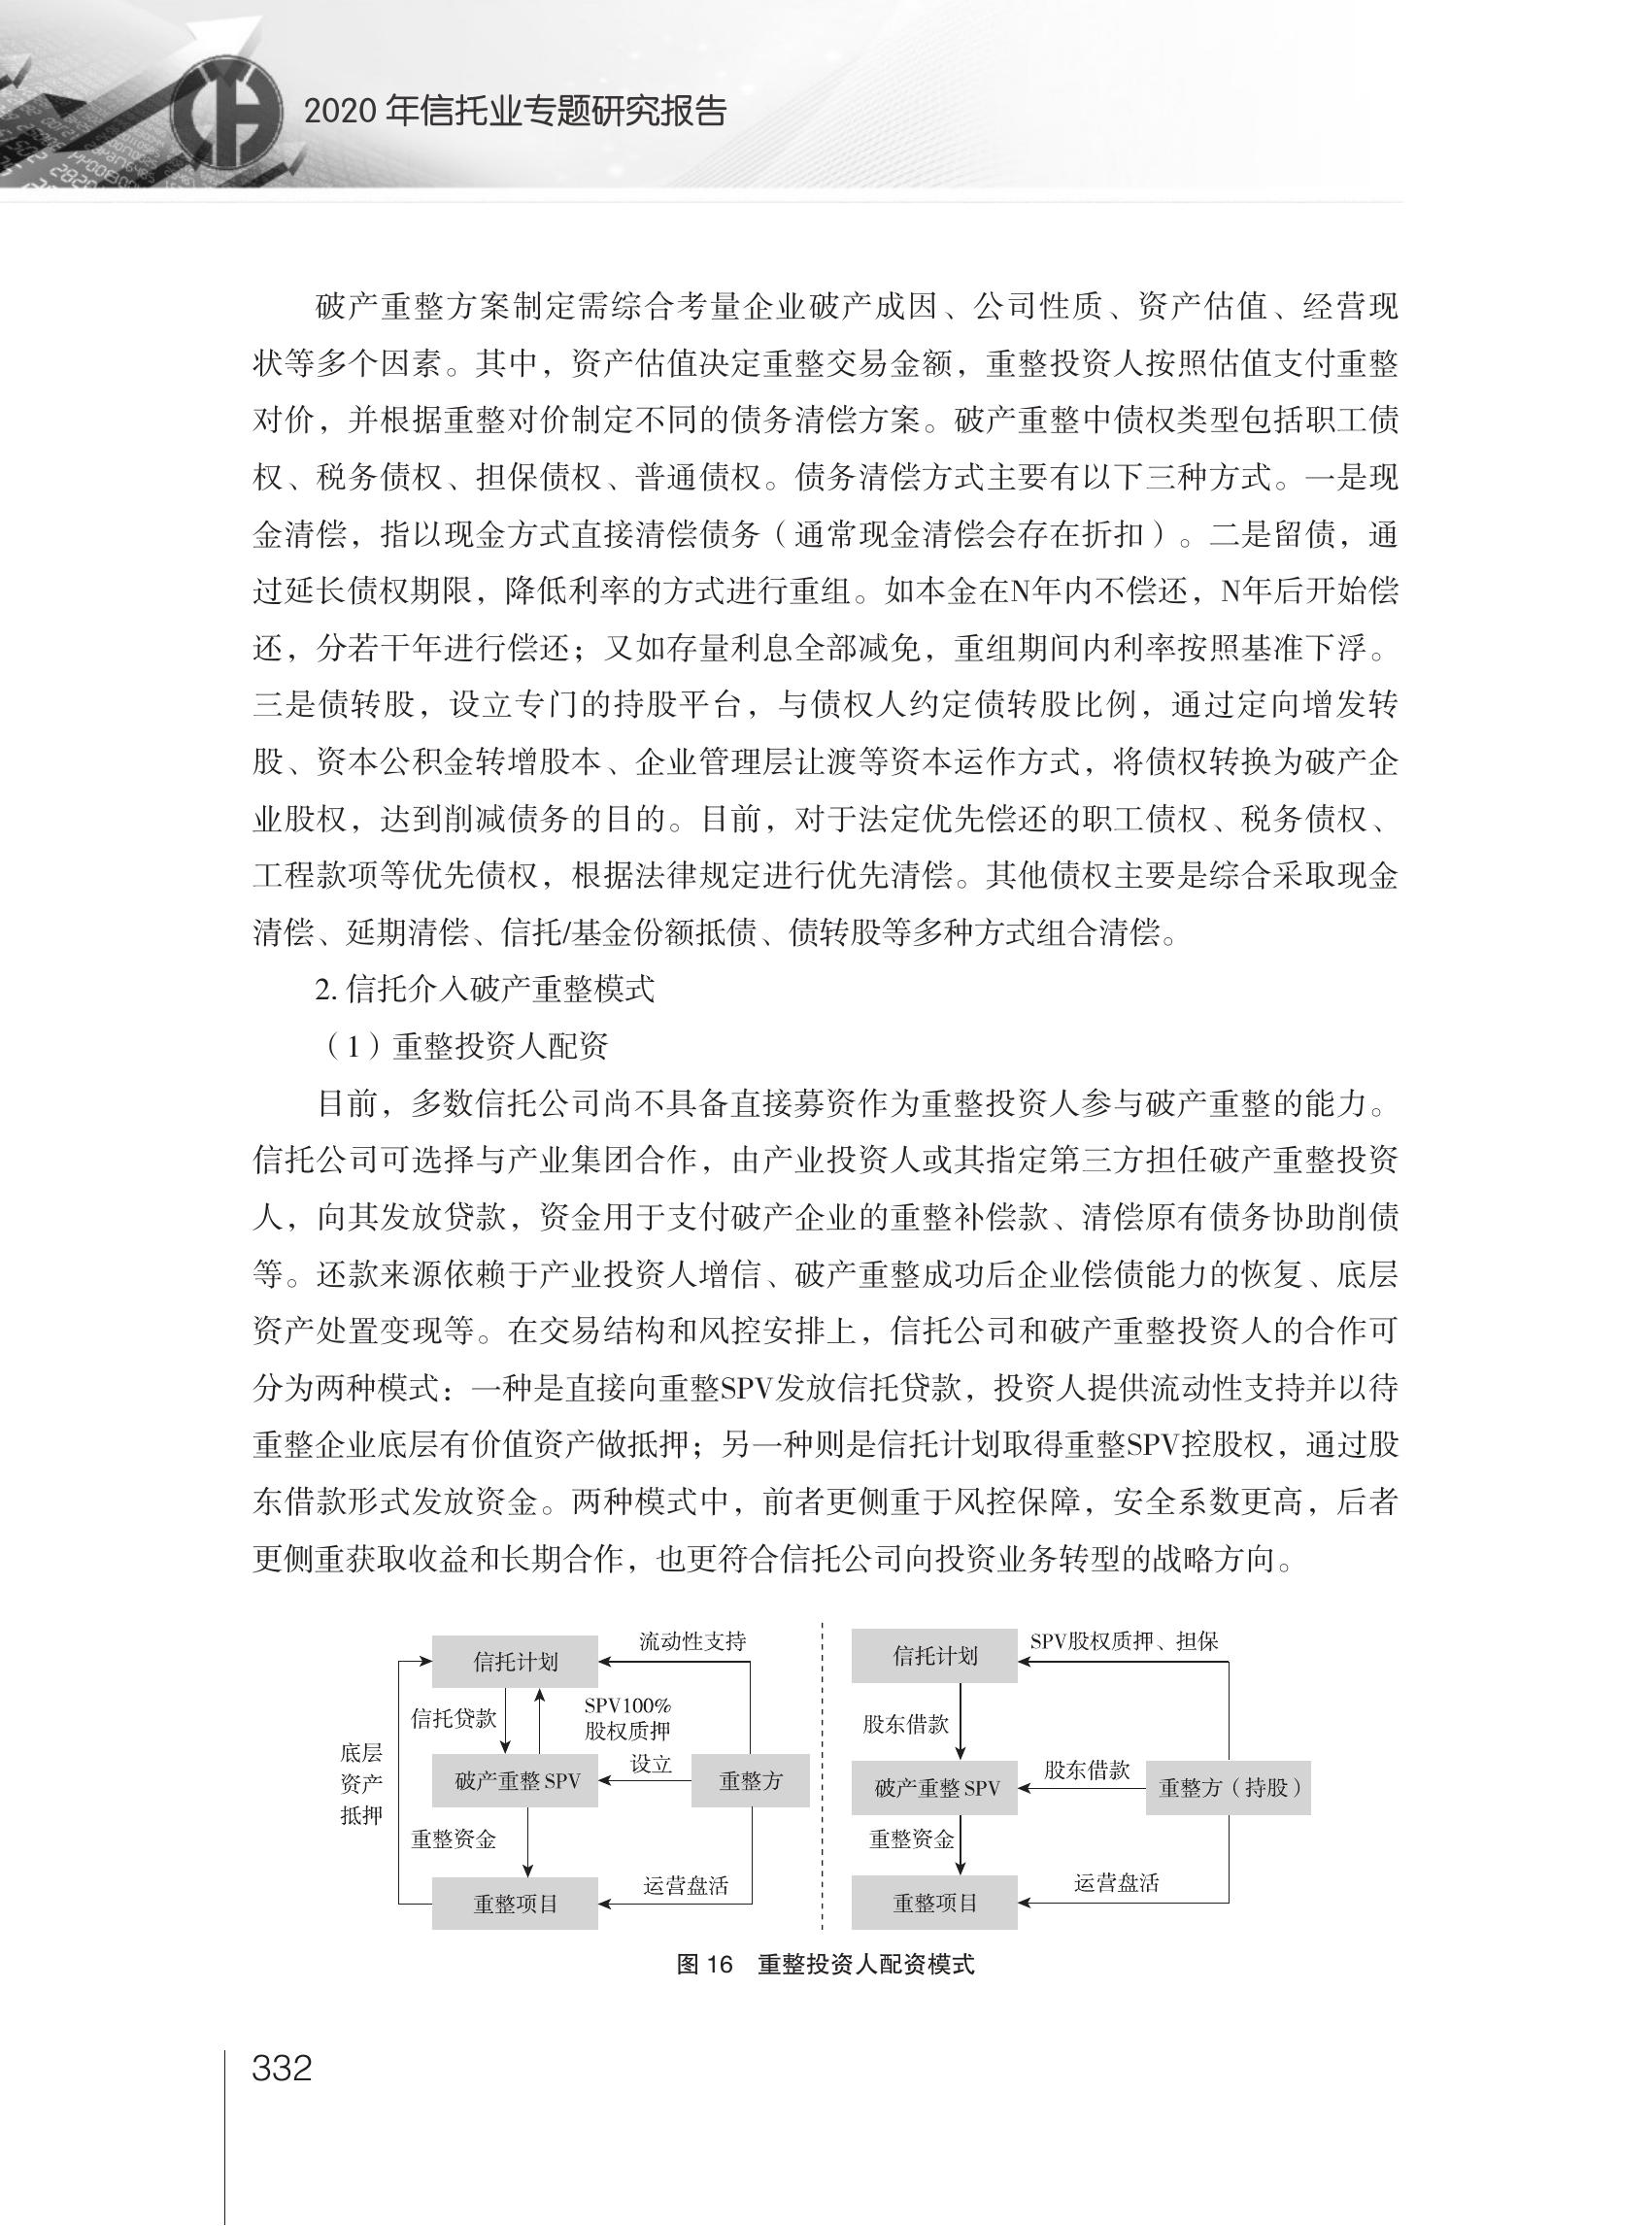 2020 年信托业专题研究报告
破产重整方案制定需综合考量企业破产成因、公司性质、资产估值、经营现
状等多个因素。其中，资产估值决定重整交易金额，重整投资人按照估值支付重整
对价，并根据重整对价制定不同的债务清偿方案。破产重整中债权类型包括职工债
权、税务债权、担保债权、普通债权。债务清偿方式主要有以下三种方式。一是现
金清偿，指以现金方式直接清偿债务（通常现金清偿会存在折扣）。二是留债，通
过延长债权期限，降低利率的方式进行重组。如本金在N年内不偿还，N年后开始偿
还，分若干年进行偿还；又如存量利息全部减免，重组期间内利率按照基准下浮。
三是债转股，设立专门的持股平台，与债权人约定债转股比例，通过定向增发转
股、资本公积金转增股本、企业管理层让渡等资本运作方式，将债权转换为破产企
业股权，达到削减债务的目的。目前，对于法定优先偿还的职工债权、税务债权、
工程款项等优先债权，根据法律规定进行优先清偿。其他债权主要是综合采取现金
清偿、延期清偿、信托/基金份额抵债、债转股等多种方式组合清偿。
2. 信托介入破产重整模式
（1）重整投资人配资
目前，多数信托公司尚不具备直接募资作为重整投资人参与破产重整的能力。
信托公司可选择与产业集团合作，由产业投资人或其指定第三方担任破产重整投资
人，向其发放贷款，资金用于支付破产企业的重整补偿款、清偿原有债务协助削债
等。还款来源依赖于产业投资人增信、破产重整成功后企业偿债能力的恢复、底层
资产处置变现等。在交易结构和风控安排上，信托公司和破产重整投资人的合作可
分为两种模式：一种是直接向重整SPV发放信托贷款，投资人提供流动性支持并以待
重整企业底层有价值资产做抵押；另一种则是信托计划取得重整SPV控股权，通过股
东借款形式发放资金。两种模式中，前者更侧重于风控保障，安全系数更高，后者
更侧重获取收益和长期合作，也更符合信托公司向投资业务转型的战略方向。
信托计划
流动性支持
信托贷款
SPV100%
股权质押
底层
资产
抵押
破产重整 SPV
设立
重整方
重整资金
重整项目
运营盘活
信托计划
SPV股权质押、担保
股东借款
破产重整 SPV
股东借款
重整方（持股）
重整资金
重整项目
运营盘活
图 16 重整投资人配资模式
332